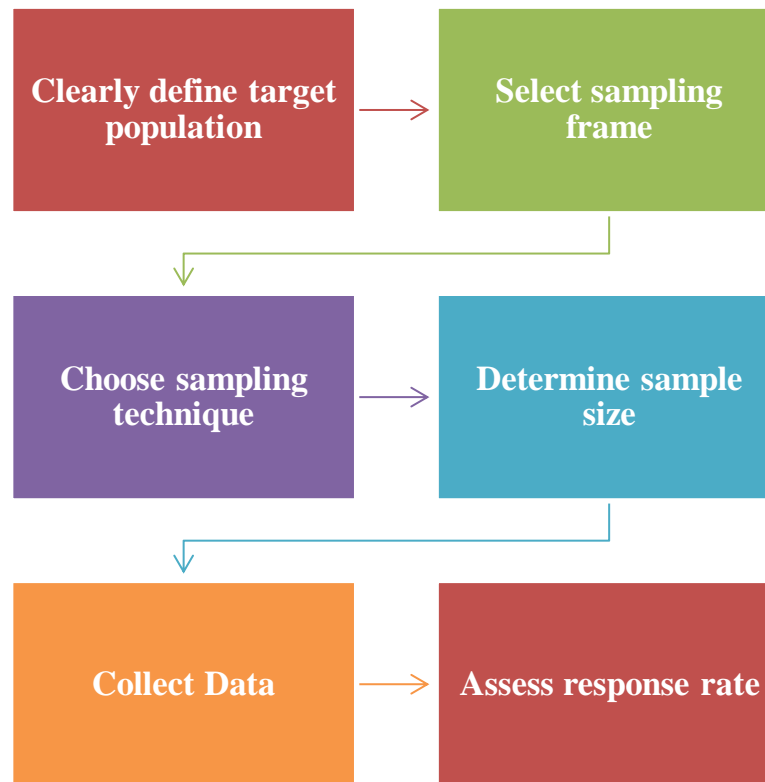 Clearly define target
population
Select sampling
frame
Choose sampling
technique
Determine sample
size
Collect Data
Assess response rate